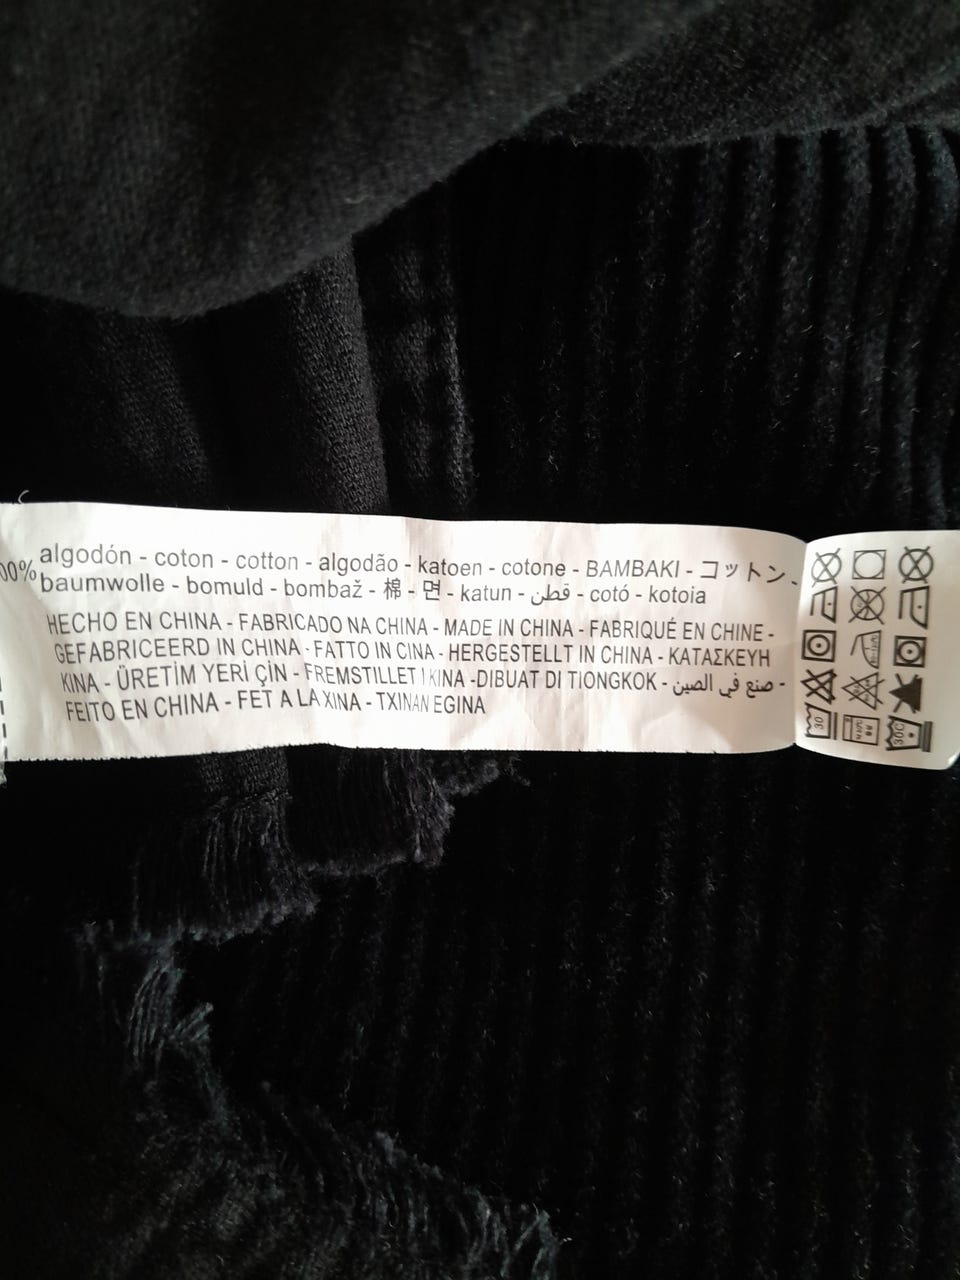 00% algodón - coton - cotton - algodão - katoen - cotone - BAMBAKI - コットン -
baumwolle - bomuld - bombaž - 棉 - 면 - katun - قطن - cotó - kotoia
HECHO EN CHINA - FABRICADO NA CHINA - MADE IN CHINA - FABRIQUÉ EN CHINE -
GEFABRICEERD IN CHINA - FATTO IN CINA - HERGESTELLT IN CHINA - ΚΑΤΑΣΚΕΥΗ
ΚΙΝΑ - ÜRETİM YERİ ÇİN - FREMSTILLET I KINA -DIBUAT DI TIONGKOK - صنع في الصين -
FEITO EN CHINA - FET A LA XINA - TXINAN EGINA
30
30C